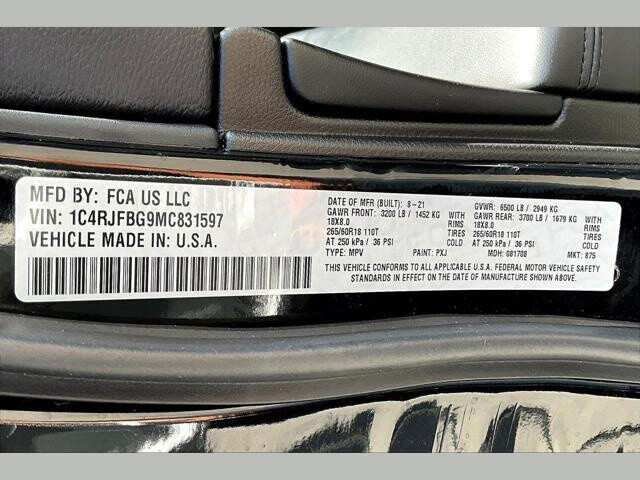 MFD BY: FCA US LLC
VIN: 1C4RJFBG9MC831597
VEHICLE MADE IN: U.S.A.
DATE OF MFR (BUILT): 8-21 GVWR: 6500 LB / 2949 KG
GAWR FRONT: 3200 LB / 1452 KG GAWR REAR: 3700 LB / 1679 KG
18X8.0 RIMS 18X8.0 RIMS
265/60R18 110T TIRES 265/60R18 110T TIRES
AT 250 kPa / 36 PSI COLD AT 250 kPa / 36 PSI COLD
TYPE: MPV PAINT: PXJ MDH: 081708 MKT: 875
THIS VEHICLE CONFORMS TO ALL APPLICABLE U.S.A. FEDERAL MOTOR VEHICLE SAFETY
STANDARDS IN EFFECT ON THE DATE OF MANUFACTURE SHOWN ABOVE.